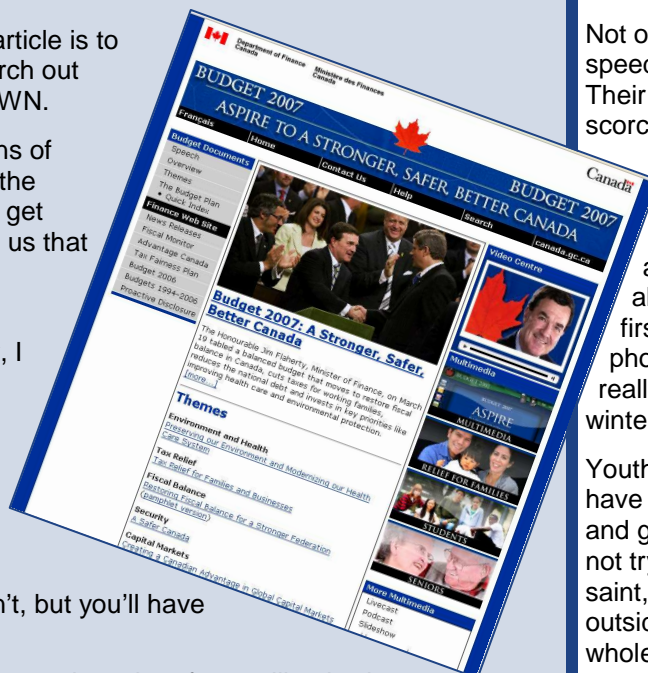 article is to
rch out
WN.
ns of
the
get
us that
, I
n't, but you'll have
Department of Finance
Canada
Ministère des Finances
Canada
BUDGET 2007
ASPIRE TO A STRONGER, SAFER, BETTER CANADA
BUDGET 2007
Canada
Français
Home
Contact Us
Help
Search
canada.gc.ca
Budget Documents
Speech
Overview
Themes
The Budget Plan
• Quick Index
Finance Web Site
News Releases
Fiscal Monitor
Advantage Canada
Tax Fairness Plan
Budget 2006
Budgets 1994-2006
Proactive Disclosure
Budget 2007: A Stronger, Safer,
Better Canada
The Honourable Jim Flaherty, Minister of Finance, on March
19 tabled a balanced budget that moves to restore fiscal
balance in Canada, cuts taxes for working families,
reduces the national debt and invests in key priorities like
improving health care and environmental protection.
[more...]
Themes
Environment and Health
Preserving our Environment and Modernizing our Health
Care System
Tax Relief
Tax Relief for Families and Businesses
Fiscal Balance
Restoring Fiscal Balance for a Stronger Federation
(pamphlet version)
Security
A Safer Canada
Capital Markets
Creating a Canadian Advantage in Global Capital Markets
Video Centre
Multimedia
ASPIRE
MULTIMEDIA
RELIEF FOR FAMILIES
STUDENTS
SENIORS
More Multimedia
Livecast
Podcast
Slideshow
Not o
speec
Their
scorc
a
al
firs
pho
reall
winte
Youth
have
and g
not try
saint,
outsid
whole